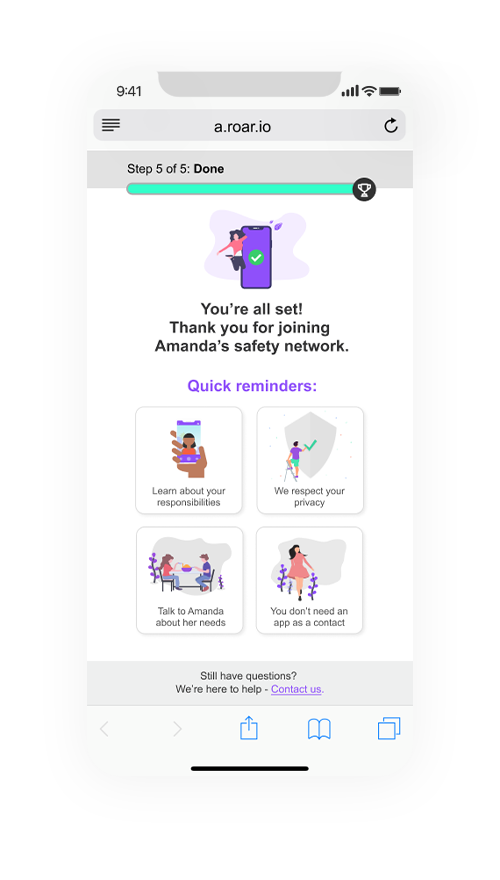 9:41
a.roar.io
Step 5 of 5: Done
You’re all set!
Thank you for joining
Amanda’s safety network.
Quick reminders:
Learn about your
responsibilities
We respect your
privacy
Talk to Amanda
about her needs
You don’t need an
app as a contact
Still have questions?
We’re here to help - Contact us.